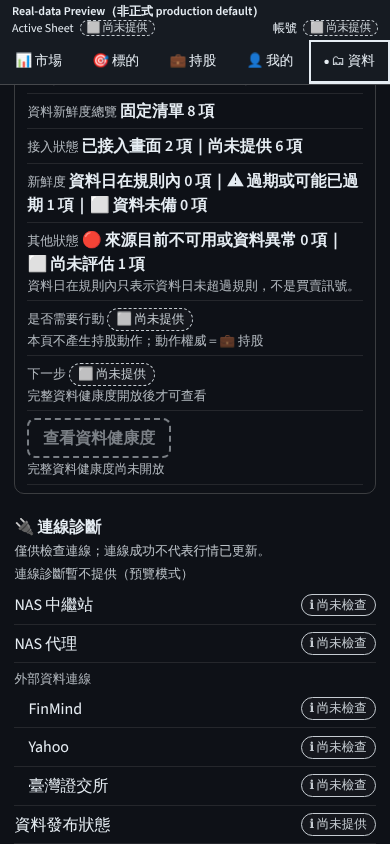 Real-data Preview（非正式 production default）
Active Sheet ⬜ 尚未提供 帳號 ⬜ 尚未提供
📊 市場 🎯 標的 💼 持股 👤 我的 • 🗂 資料
資料新鮮度總覽 固定清單 8 項
接入狀態 已接入畫面 2 項｜尚未提供 6 項
新鮮度 資料日在規則內 0 項｜⚠ 過期或可能已過
期 1 項｜⬜ 資料未備 0 項
其他狀態 🔴 來源目前不可用或資料異常 0 項｜
⬜ 尚未評估 1 項
資料日在規則內只表示資料日未超過規則，不是買賣訊號。
是否需要行動 ⬜ 尚未提供
本頁不產生持股動作；動作權威＝💼 持股
下一步 ⬜ 尚未提供
完整資料健康度開放後才可查看
查看資料健康度
完整資料健康度尚未開放
🔌 連線診斷
僅供檢查連線；連線成功不代表行情已更新。
連線診斷暫不提供（預覽模式）
NAS 中繼站 ℹ 尚未檢查
NAS 代理 ℹ 尚未檢查
外部資料連線
FinMind ℹ 尚未檢查
Yahoo ℹ 尚未檢查
臺灣證交所 ℹ 尚未檢查
資料發布狀態 ℹ 尚未提供